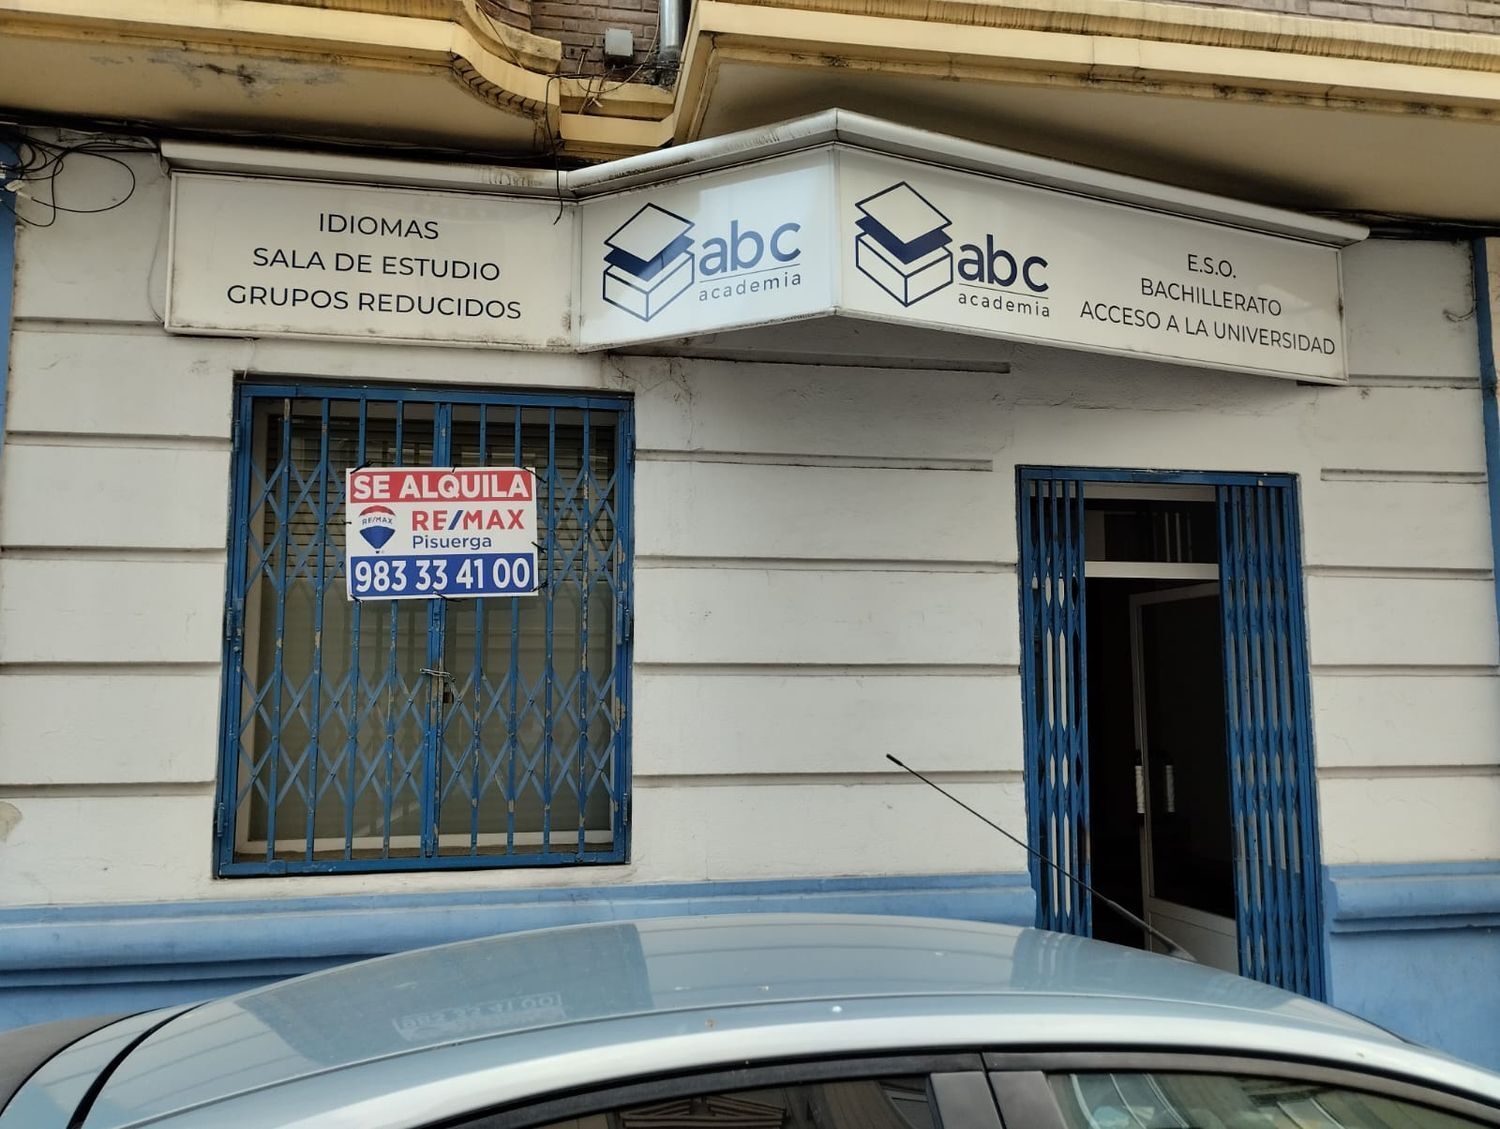 IDIOMAS
SALA DE ESTUDIO
GRUPOS REDUCIDOS
abc
academia
abc
academia
E.S.O.
BACHILLERATO
ACCESO A LA UNIVERSIDAD
SE ALQUILA
RE/MAX
RE/MAX
Pisuerga
983 33 41 00